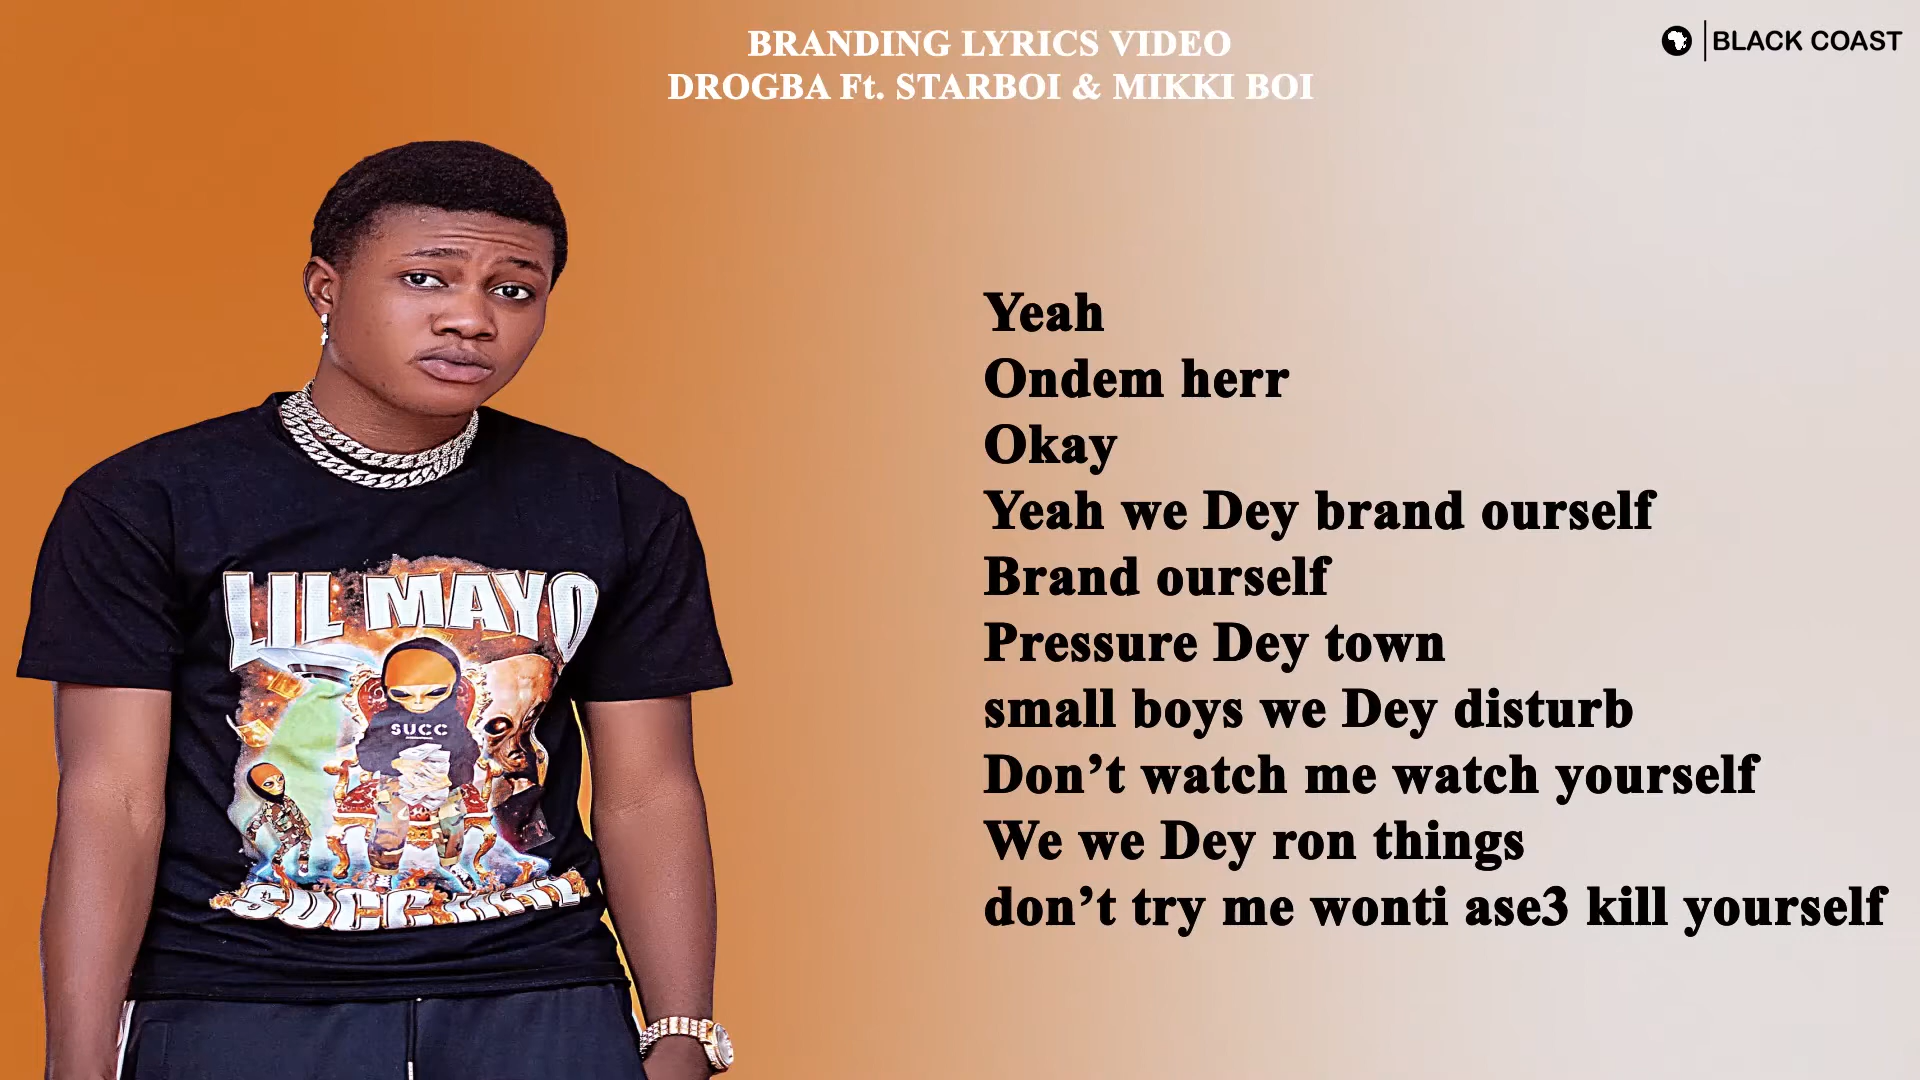 BRANDING LYRICS VIDEO
DROGBA Ft. STARBOI & MIKKI BOI
BLACK COAST
Yeah
Ondem herr
Okay
Yeah we Dey brand ourself
Brand ourself
Pressure Dey town
small boys we Dey disturb
Don’t watch me watch yourself
We we Dey ron things
don’t try me wonti ase3 kill yourself
LIL MAYO
SUCC